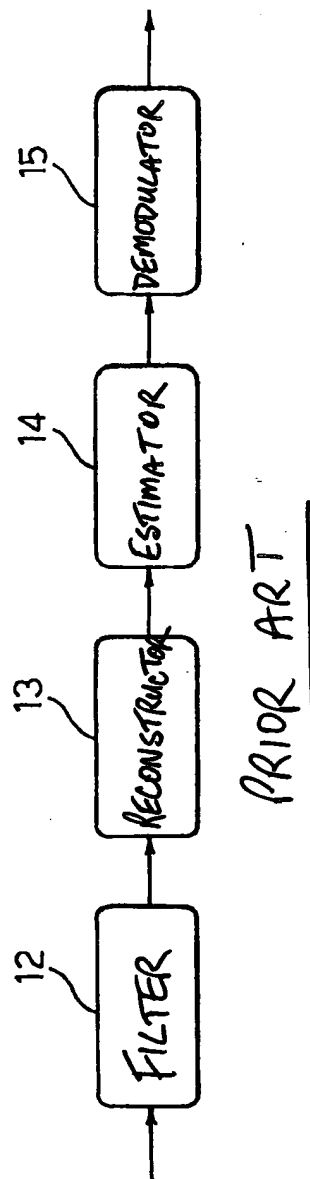 12
13
14
15
FILTER
RECONSTRUCTOR
ESTIMATOR
DEMODULATOR
PRIOR ART